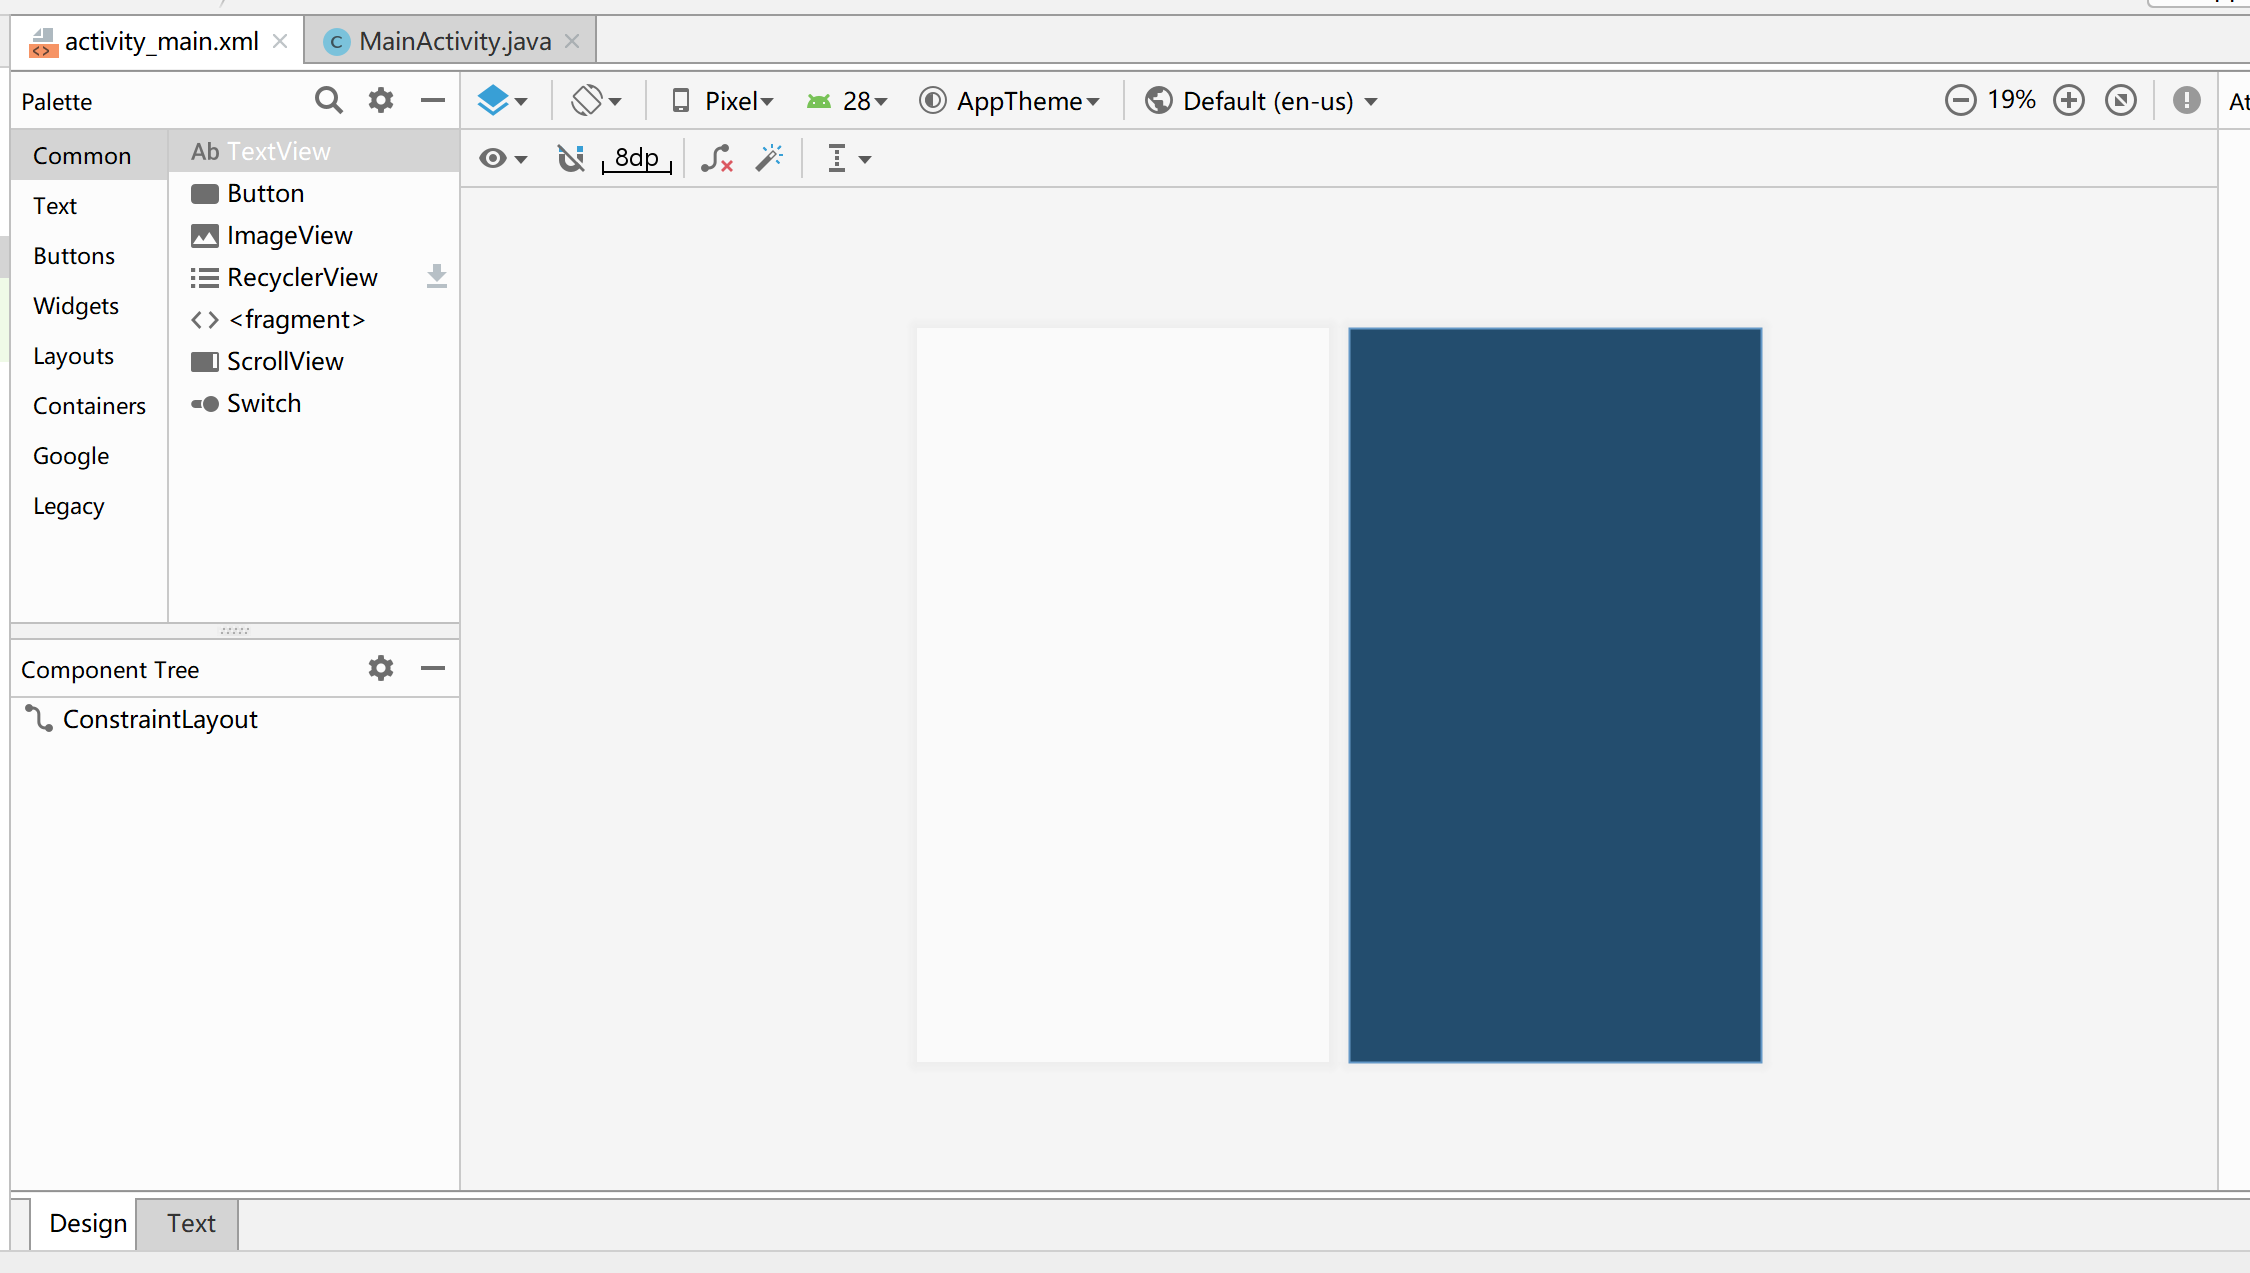 activity_main.xml
C MainActivity.java
Palette
Pixel
28
AppTheme
Default (en-us)
19%
8dp
Common
Text
Buttons
Widgets
Layouts
Containers
Google
Legacy
Ab TextView
Button
ImageView
RecyclerView
<fragment>
ScrollView
Switch
Component Tree
ConstraintLayout
Design
Text